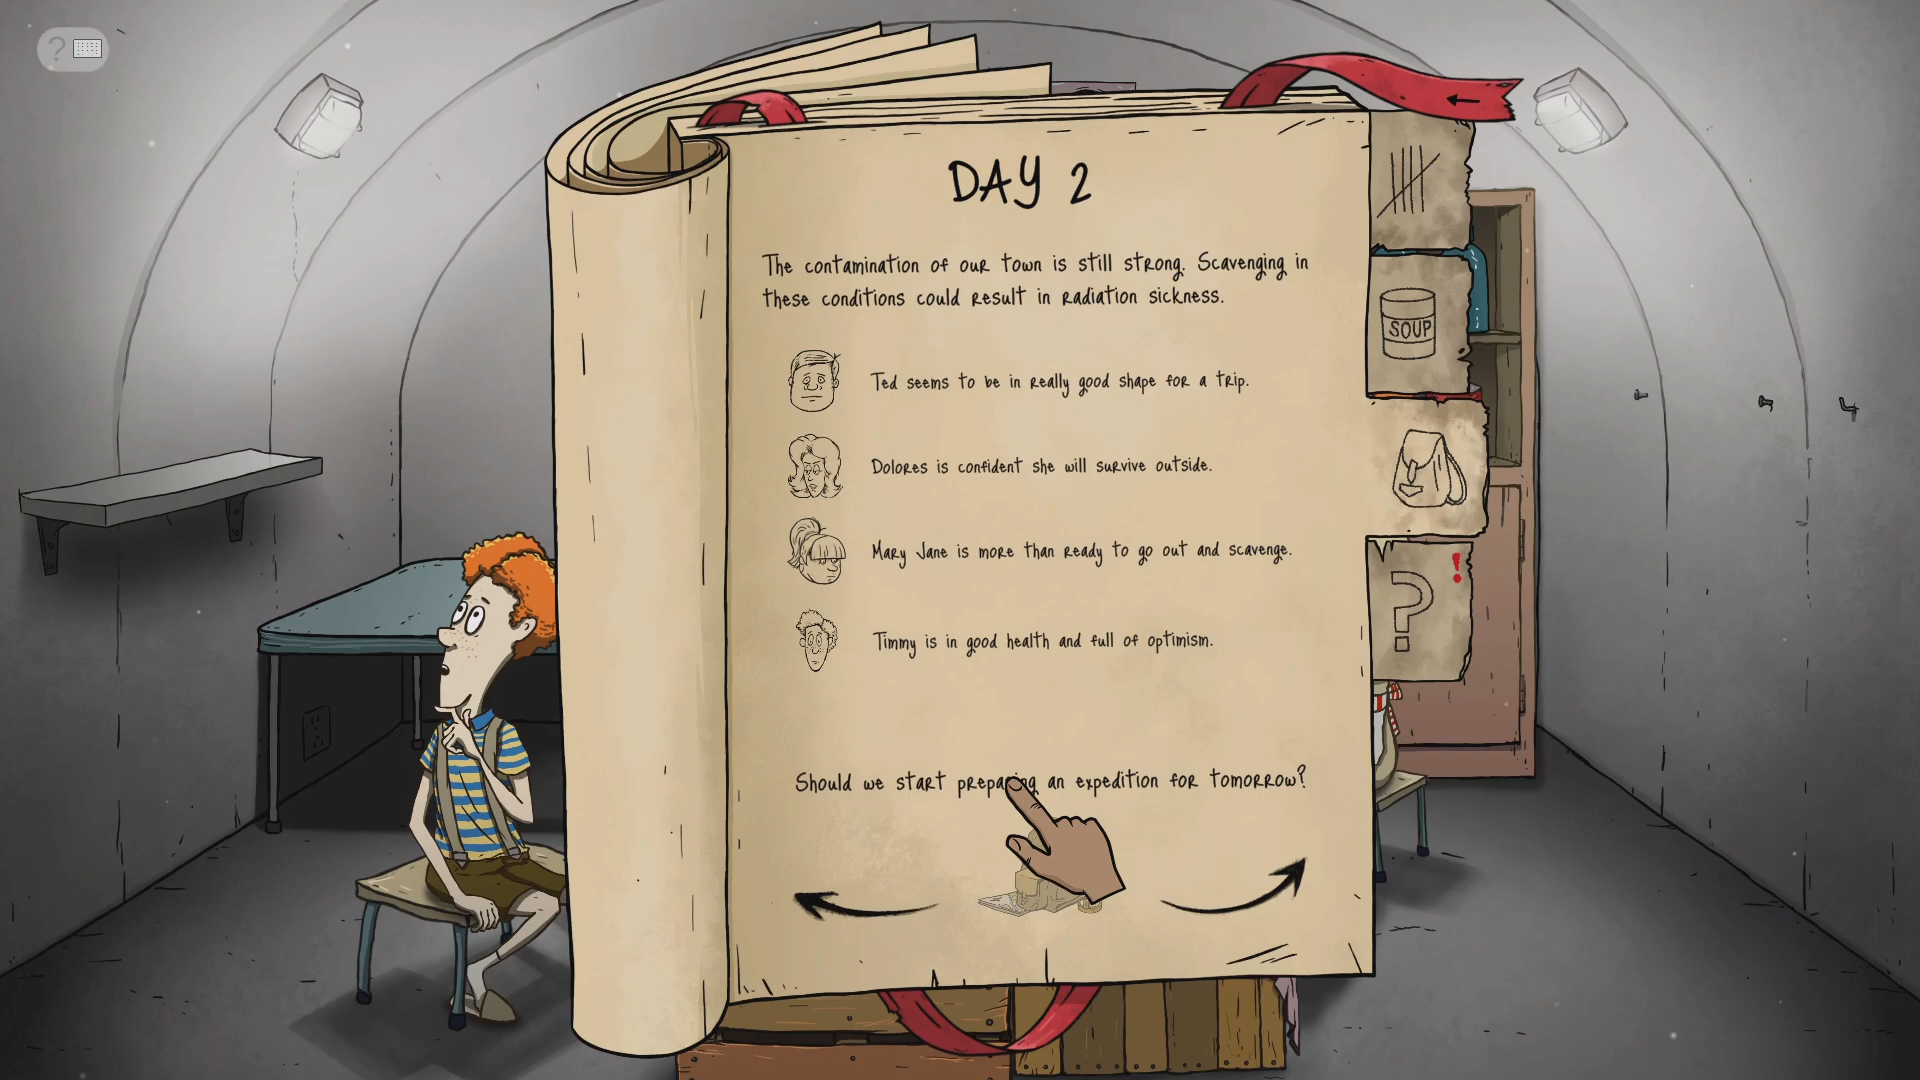 DAY 2
The contamination of our town is still strong. Scavenging in
these conditions could result in radiation sickness.
Ted seems to be in really good shape for a trip.
Dolores is confident she will survive outside.
Mary Jane is more than ready to go out and scavenge.
Timmy is in good health and full of optimism.
Should we start preparing an expedition for tomorrow?
SOUP
?
!
?